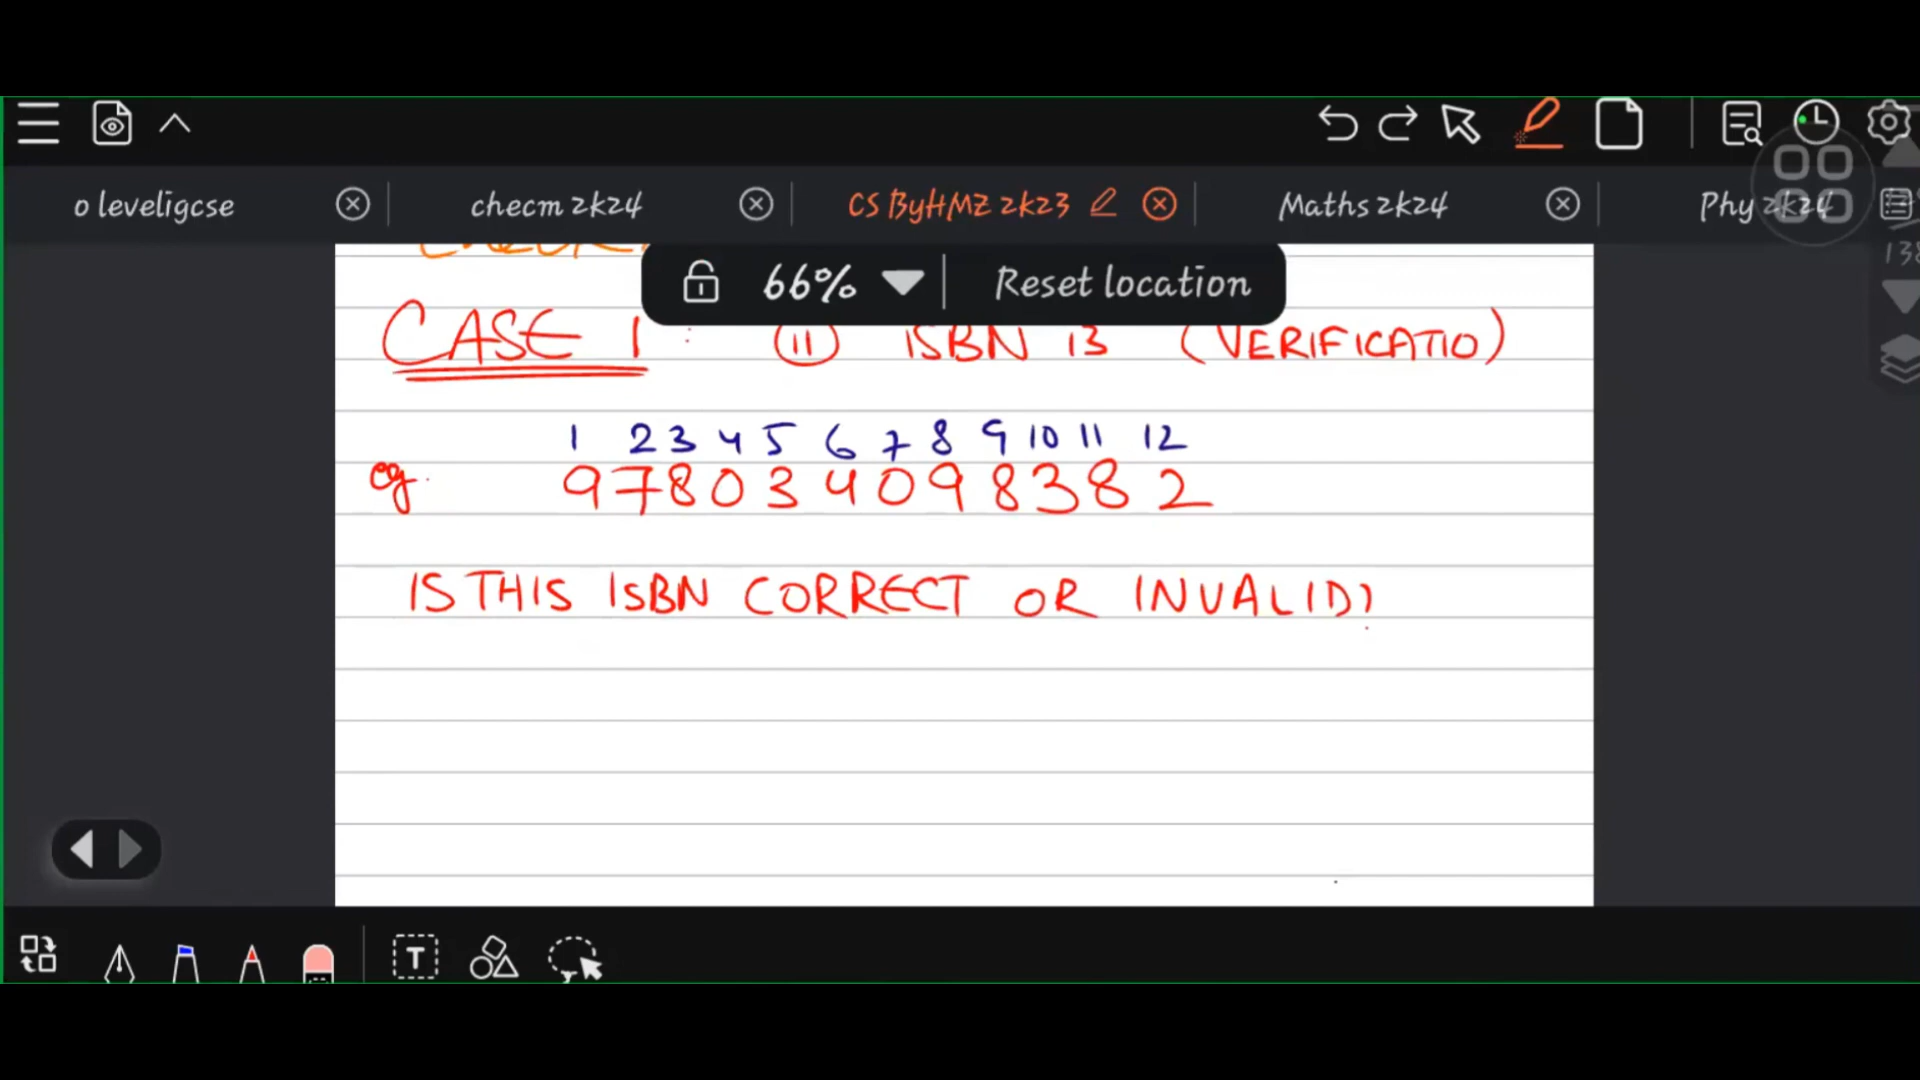 o leveligcse checm 2k24 CS ByHMZ 2k23 Maths 2k24 Phy 2k24
66% Reset location
CASE 1 : (11) ISBN 13 (VERIFICATIO)
1 2 3 4 5 6 7 8 9 10 11 12
eg. 9 7 8 0 3 4 0 9 8 3 8 2
IS THIS ISBN CORRECT OR INVALID?
T